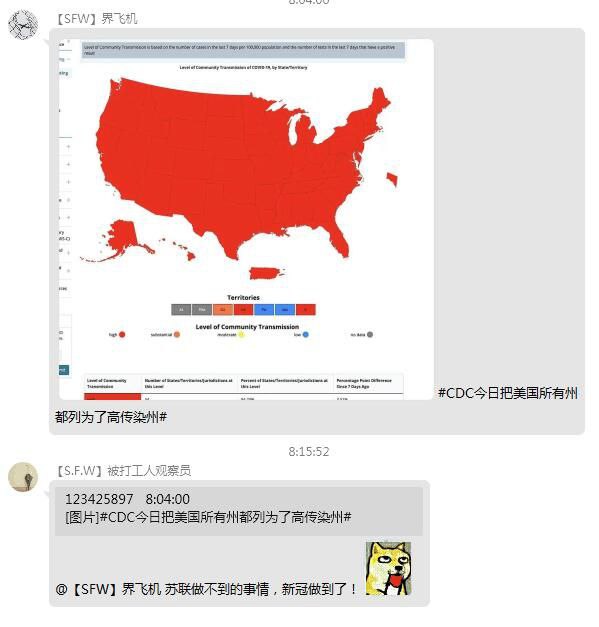 8:04:00
【SFW】界飞机
Level of Community Transmission is based on the number of cases in the last 7 days per 100,000 population and the number of tests in the last 7 days that have a positive
result
Level of Community Transmission of COVID-19, by State/Territory
Territories
Level of Community Transmission
high
substantial
moderate
low
no data
Level of Community Number of States/Territories/Jurisdictions at Percent of States/Territories/Jurisdictions at Percentage Point Difference
Transmission this Level this Level Since 7 Days Ago
#CDC今日把美国所有州
都列为了高传染州#
8:15:52
【S.F.W】被打工人观察员
123425897 8:04:00
[图片]#CDC今日把美国所有州都列为了高传染州#
@【SFW】界飞机 苏联做不到的事情，新冠做到了！